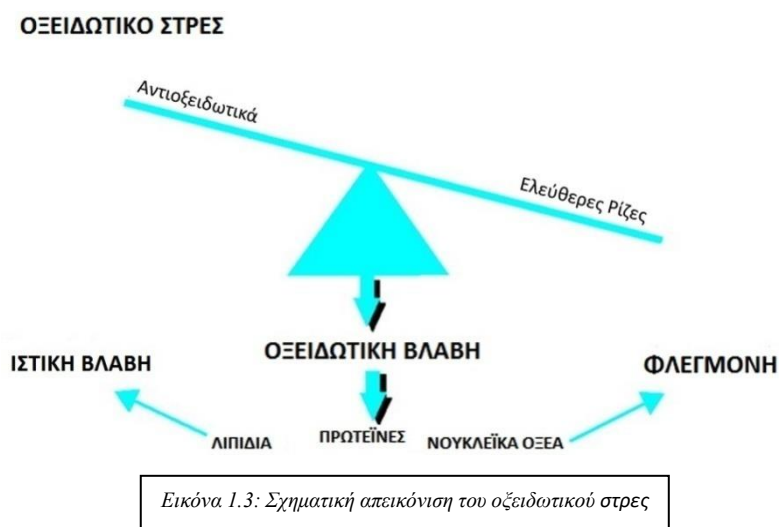 ΟΞΕΙΔΩΤΙΚΟ ΣΤΡΕΣ
Αντιοξειδωτικά
Ελεύθερες Ρίζες
ΟΞΕΙΔΩΤΙΚΗ ΒΛΑΒΗ
ΙΣΤΙΚΗ ΒΛΑΒΗ
ΦΛΕΓΜΟΝΗ
ΛΙΠΙΔΙΑ
ΠΡΩΤΕΪΝΕΣ
ΝΟΥΚΛΕΪΚΑ ΟΞΕΑ
Εικόνα 1.3: Σχηματική απεικόνιση του οξειδωτικού στρες